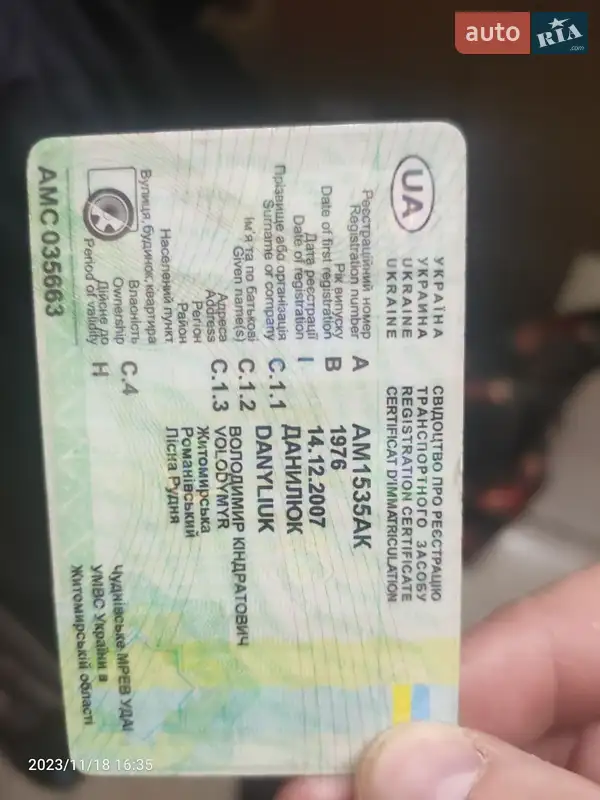 auto RIA.com
UA
УКРАЇНА
УКРАИНА
UKRAINE
UKRAINE
СВІДОЦТВО ПРО РЕЄСТРАЦІЮ
ТРАНСПОРТНОГО ЗАСОБУ
REGISTRATION CERTIFICATE
CERTIFICAT D'IMMATRICULATION
Реєстраційний номер
Registration number A AM1535AK
Рік випуску
Date of first registration B 1976
Дата реєстрації
Date of registration I 14.12.2007
Прізвище або організація ДАНИЛЮК
Surname or company C.1.1 DANYLIUK
Ім'я та по батькові ВОЛОДИМИР КІНДРАТОВИЧ
Given name(s) C.1.2 VOLODYMYR
Адреса
Address C.1.3
Регіон Житомирська
Район Романівський
Населений пункт Лісна Рудня
Вулиця, будинок, квартира
Власність
Ownership C.4
Дійсне до
Period of validity H
Чуднівське МРЕВ УДАІ
УМВС України в
Житомирській області
AMC 035663
2023/11/18 16:35